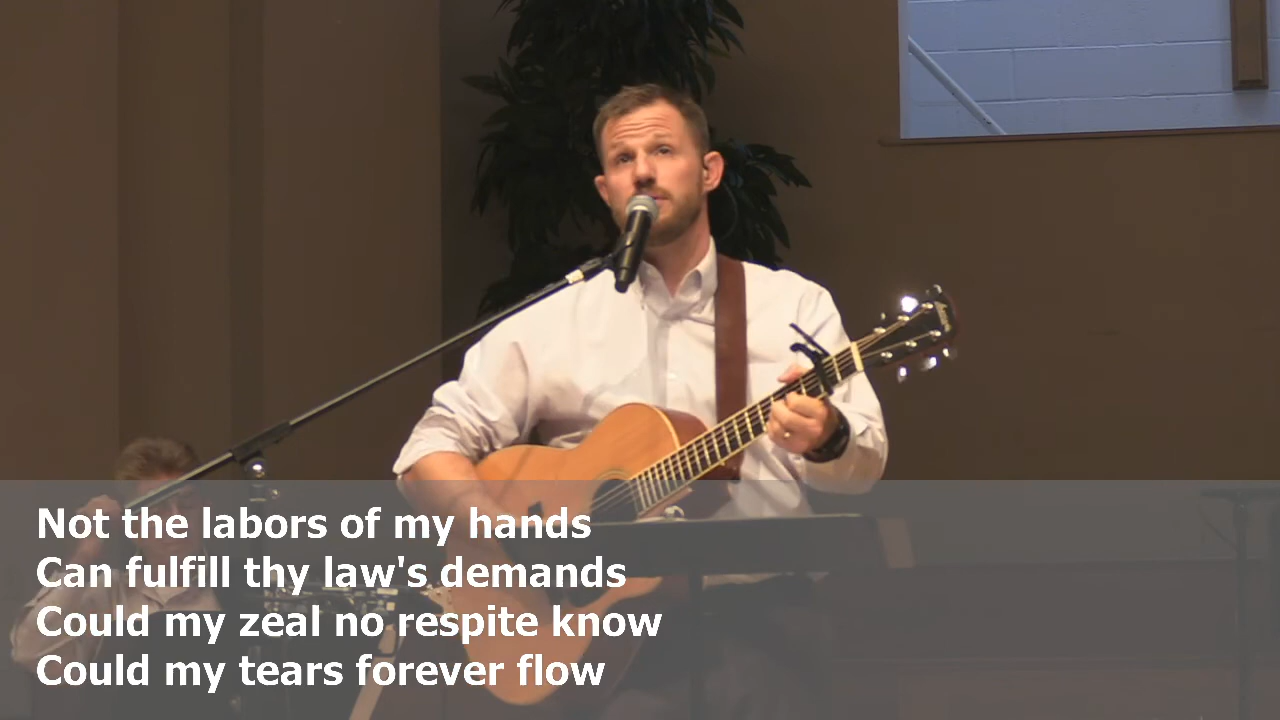 Not the labors of my hands
Can fulfill thy law's demands
Could my zeal no respite know
Could my tears forever flow